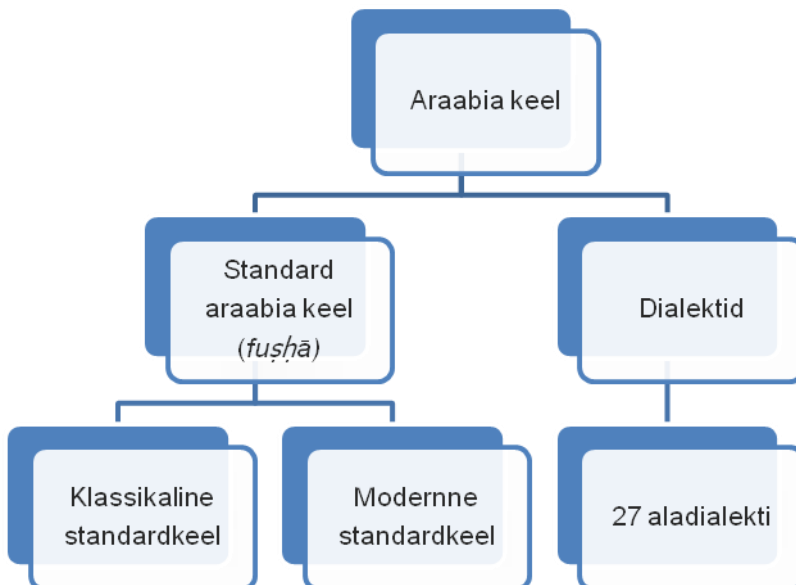 Araabia keel
Standard
araabia keel
(fuṣḥā)
Dialektid
Klassikaline
standardkeel
Modernne
standardkeel
27 aladialekti